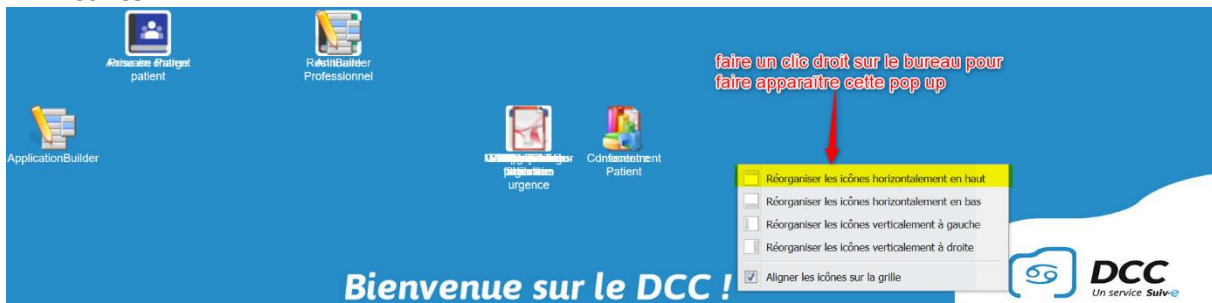 patient
Professionnel
faire un clic droit sur le bureau pour
faire apparaître cette pop up
ApplicationBuilder
Patient
urgence
Réorganiser les icônes horizontalement en haut
Réorganiser les icônes horizontalement en bas
Réorganiser les icônes verticalement à gauche
Réorganiser les icônes verticalement à droite
Aligner les icônes sur la grille
Bienvenue sur le DCC !
DCC
Un service Suiv-e